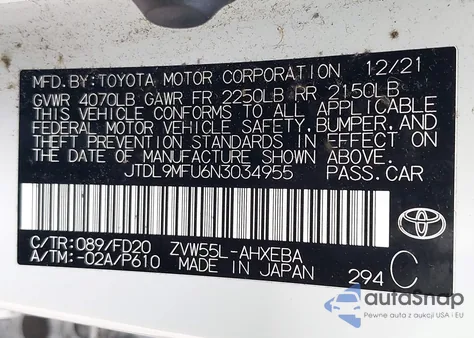 MFD.BY:TOYOTA MOTOR CORPORATION 12/21
GVWR 4070LB GAWR FR 2250LB RR 2150LB
THIS VEHICLE CONFORMS TO ALL APPLICABLE
FEDERAL MOTOR VEHICLE SAFETY, BUMPER, AND
THEFT PREVENTION STANDARDS IN EFFECT ON
THE DATE OF MANUFACTURE SHOWN ABOVE.
JTDL9MFU6N3034955 PASS.CAR
C/TR:089/FD20 ZVW55L-AHXEBA
A/TM:-02A/P610 MADE IN JAPAN 294 C
TOYOTA
autaSnap
Pewne auta z aukcji USA i EU